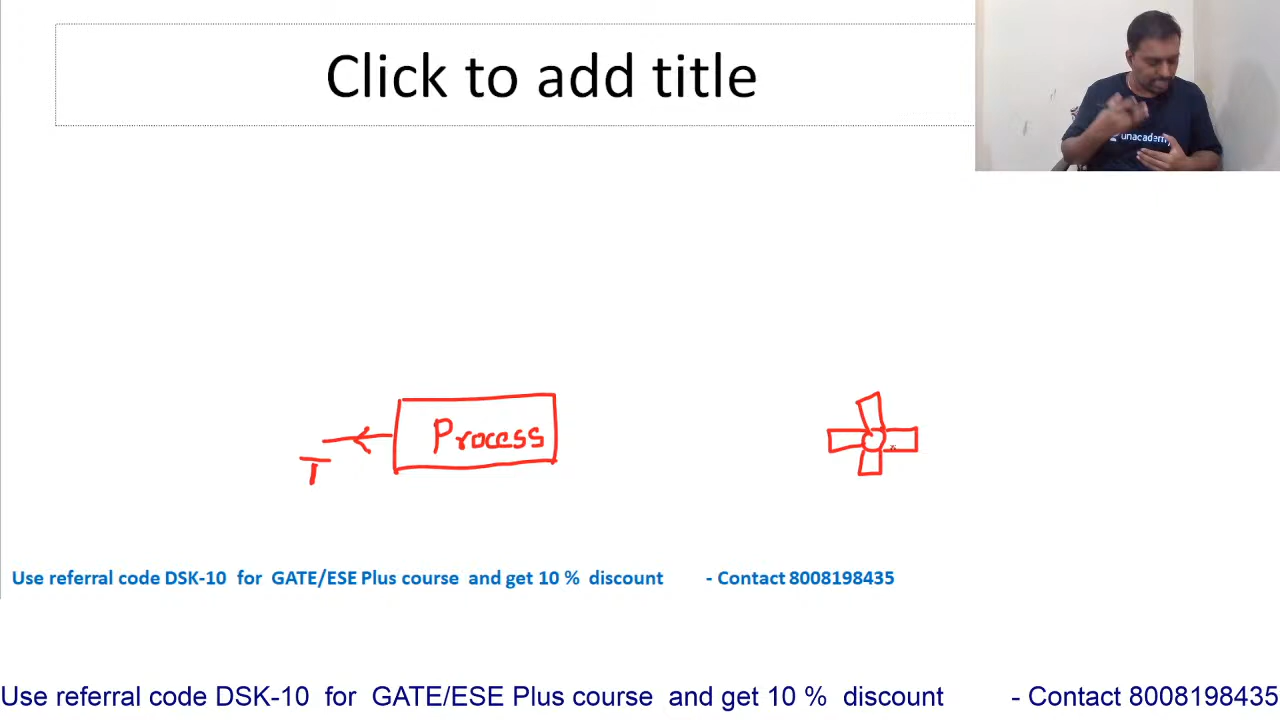 Click to add title
unacademy
Process
T
Use referral code DSK-10 for GATE/ESE Plus course and get 10 % discount - Contact 8008198435
Use referral code DSK-10 for GATE/ESE Plus course and get 10 % discount - Contact 8008198435